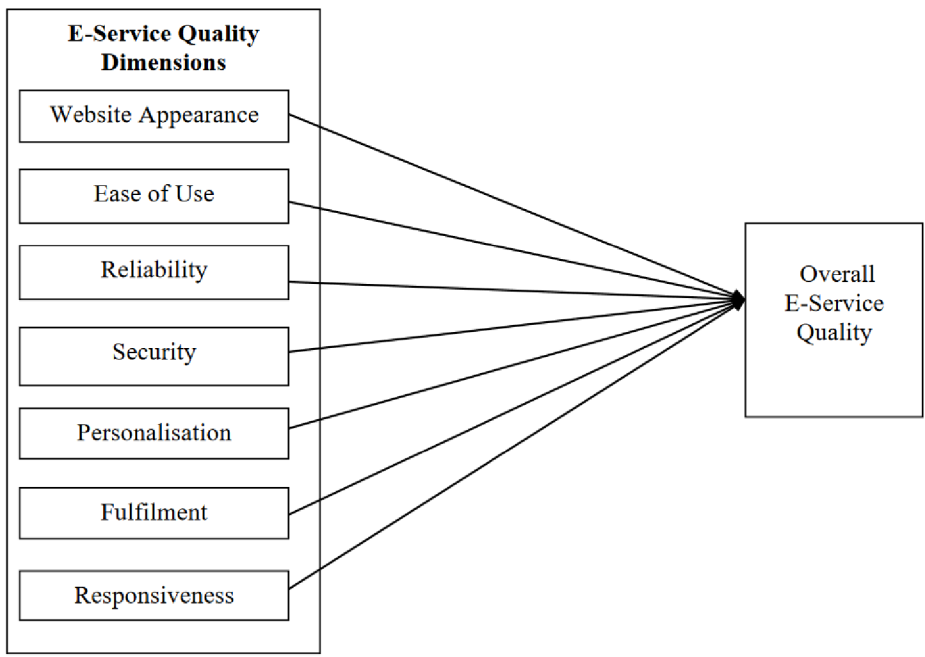 E-Service Quality
Dimensions
Website Appearance
Ease of Use
Reliability
Security
Personalisation
Fulfilment
Responsiveness
Overall
E-Service
Quality